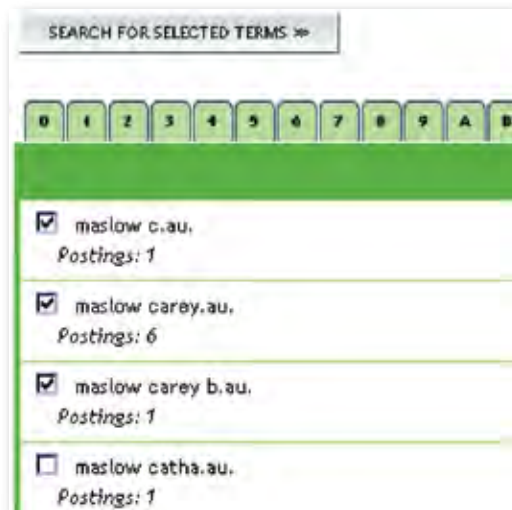 SEARCH FOR SELECTED TERMS »
0 1 2 3 4 5 6 7 8 9 A B
maslow c.au.
Postings: 1
maslow carey.au.
Postings: 6
maslow carey b.au.
Postings: 1
maslow catha.au.
Postings: 1